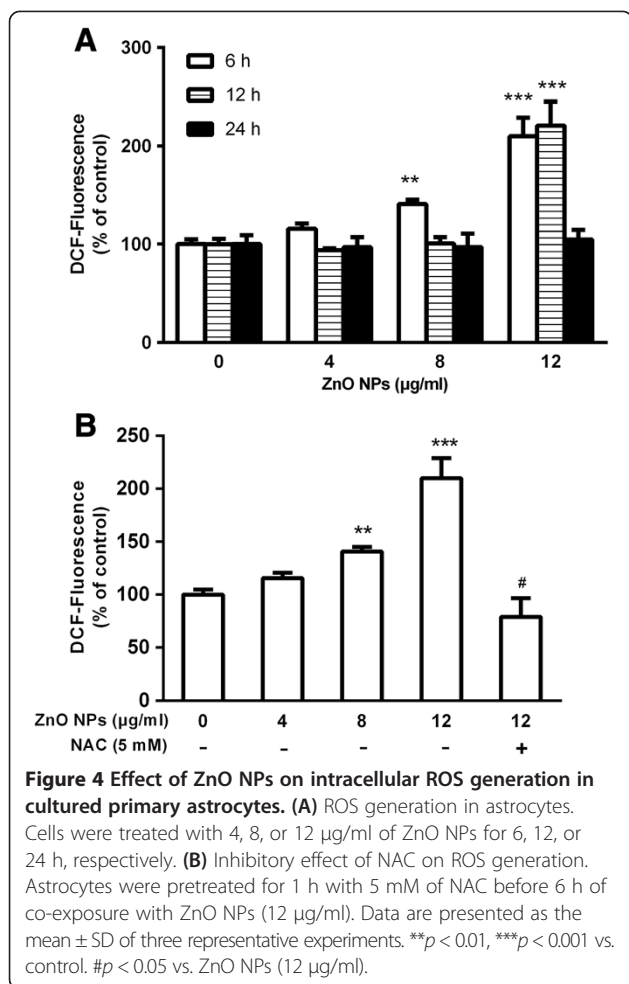 A
300
250
200
150
100
50
0
DCF-Fluorescence
(% of control)
6 h
12 h
24 h
**
***
***
0 4 8 12
ZnO NPs (µg/ml)
B
250
200
150
100
50
0
DCF-Fluorescence
(% of control)
**
***
#
ZnO NPs (µg/ml) 0 4 8 12 12
NAC (5 mM) - - - - +
Figure 4 Effect of ZnO NPs on intracellular ROS generation in
cultured primary astrocytes. (A) ROS generation in astrocytes.
Cells were treated with 4, 8, or 12 µg/ml of ZnO NPs for 6, 12, or
24 h, respectively. (B) Inhibitory effect of NAC on ROS generation.
Astrocytes were pretreated for 1 h with 5 mM of NAC before 6 h of
co-exposure with ZnO NPs (12 µg/ml). Data are presented as the
mean ± SD of three representative experiments. **p < 0.01, ***p < 0.001 vs.
control. #p < 0.05 vs. ZnO NPs (12 µg/ml).